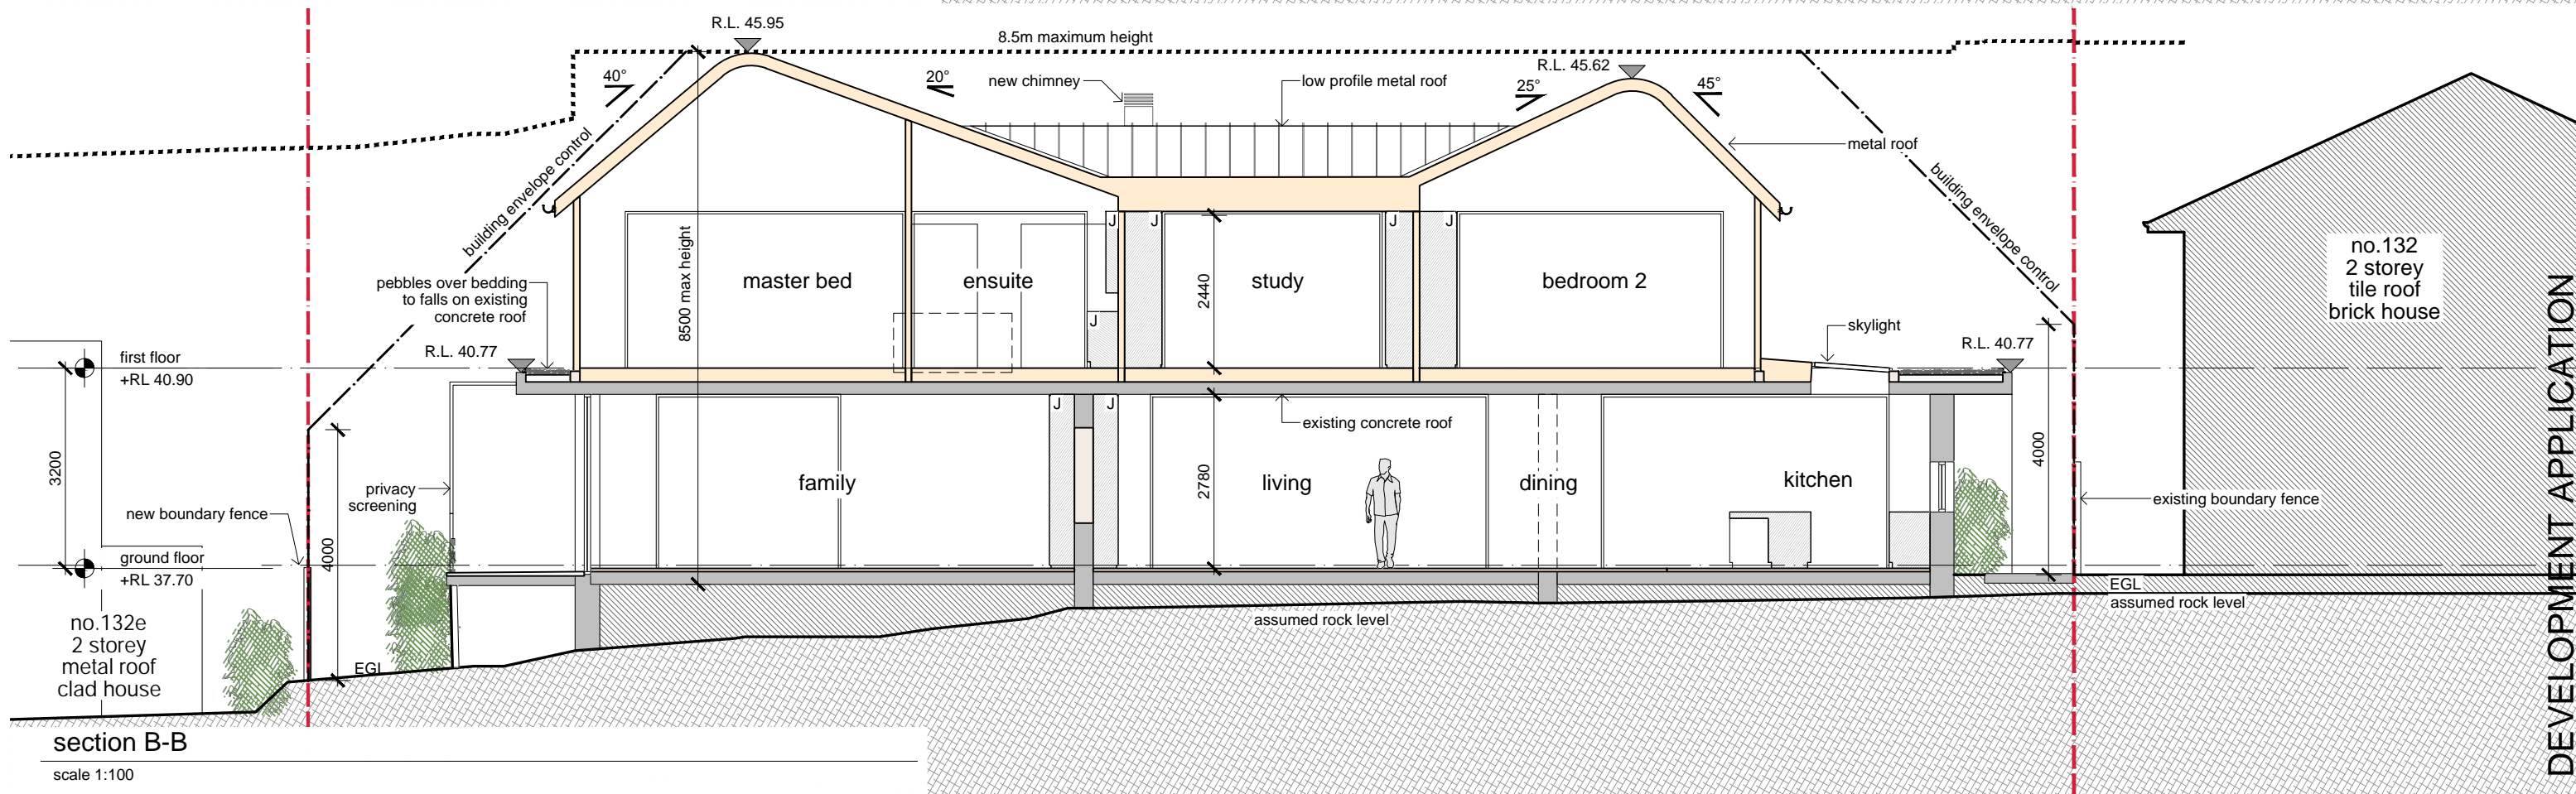 R.L. 45.95
8.5m maximum height
40°
20°
new chimney
low profile metal roof
R.L. 45.62
25°
45°
metal roof
building envelope control
building envelope control
8500 max height
master bed
ensuite
J
J
J
study
2440
J
J
bedroom 2
no.132
2 storey
tile roof
brick house
pebbles over bedding
to falls on existing
concrete roof
skylight
R.L. 40.77
R.L. 40.77
first floor
+RL 40.90
3200
4000
J
J
existing concrete roof
4000
privacy
screening
family
2780
living
dining
kitchen
existing boundary fence
new boundary fence
ground floor
+RL 37.70
EGL
assumed rock level
assumed rock level
no.132e
2 storey
metal roof
clad house
EGL
section B-B
scale 1:100
DEVELOPMENT APPLICATION